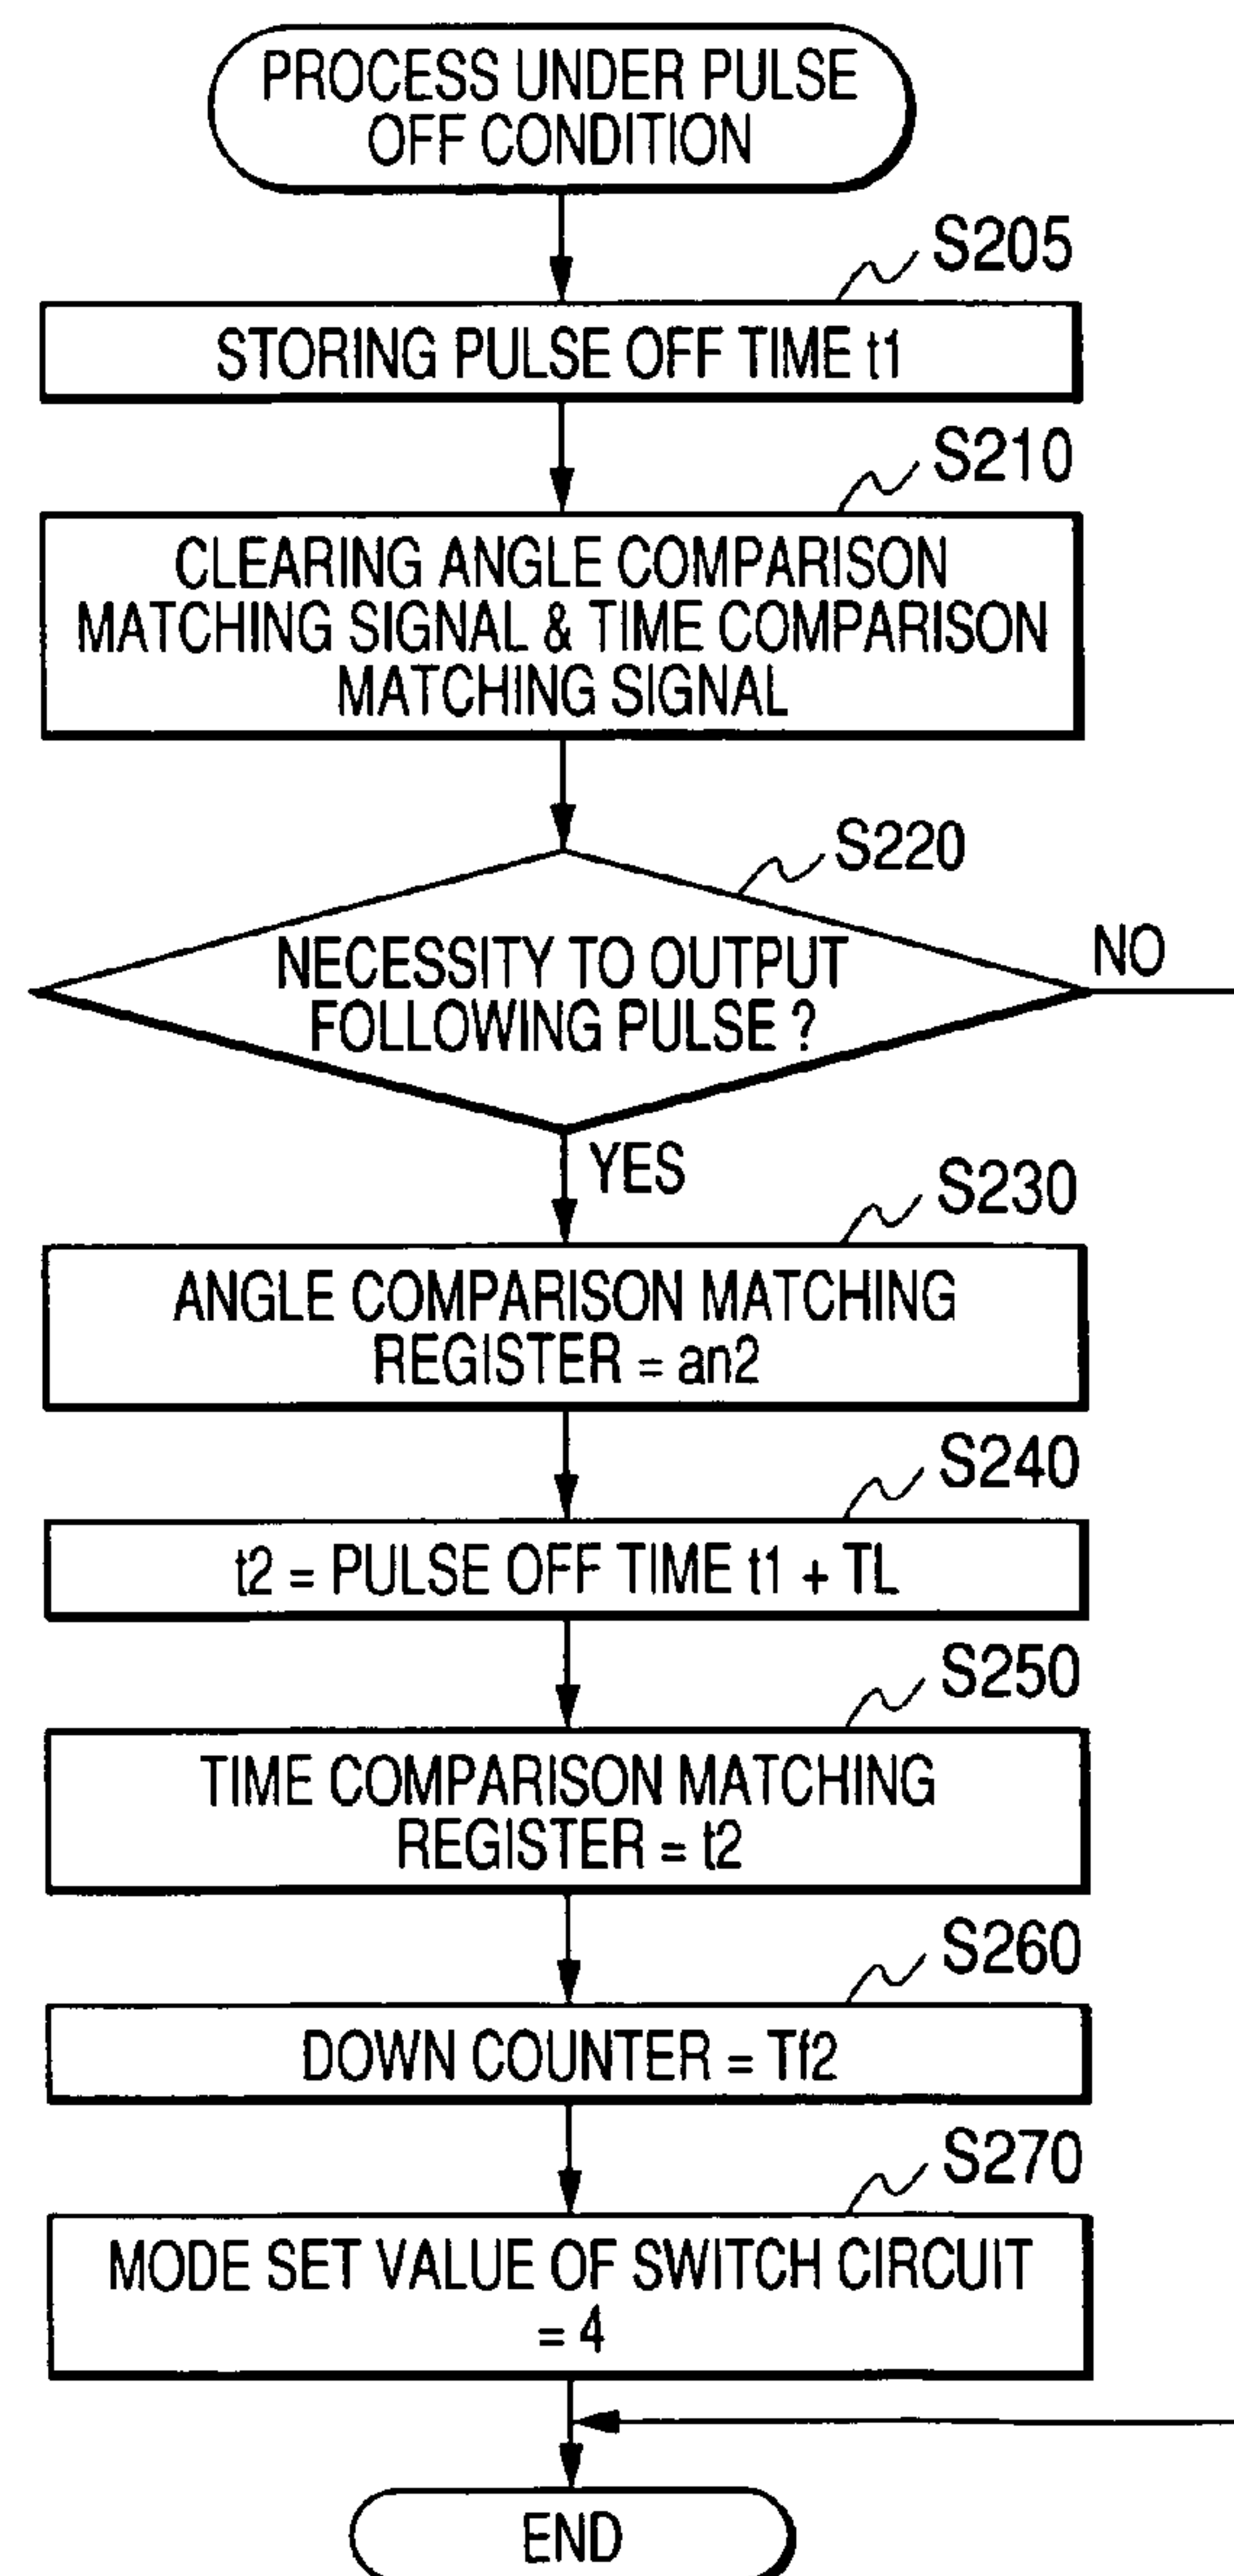 PROCESS UNDER PULSE
OFF CONDITION
S205
STORING PULSE OFF TIME t1
S210
CLEARING ANGLE COMPARISON
MATCHING SIGNAL & TIME COMPARISON
MATCHING SIGNAL
S220
NECESSITY TO OUTPUT
FOLLOWING PULSE ?
NO
YES
S230
ANGLE COMPARISON MATCHING
REGISTER = an2
S240
t2 = PULSE OFF TIME t1 + TL
S250
TIME COMPARISON MATCHING
REGISTER = t2
S260
DOWN COUNTER = Tf2
S270
MODE SET VALUE OF SWITCH CIRCUIT
= 4
END